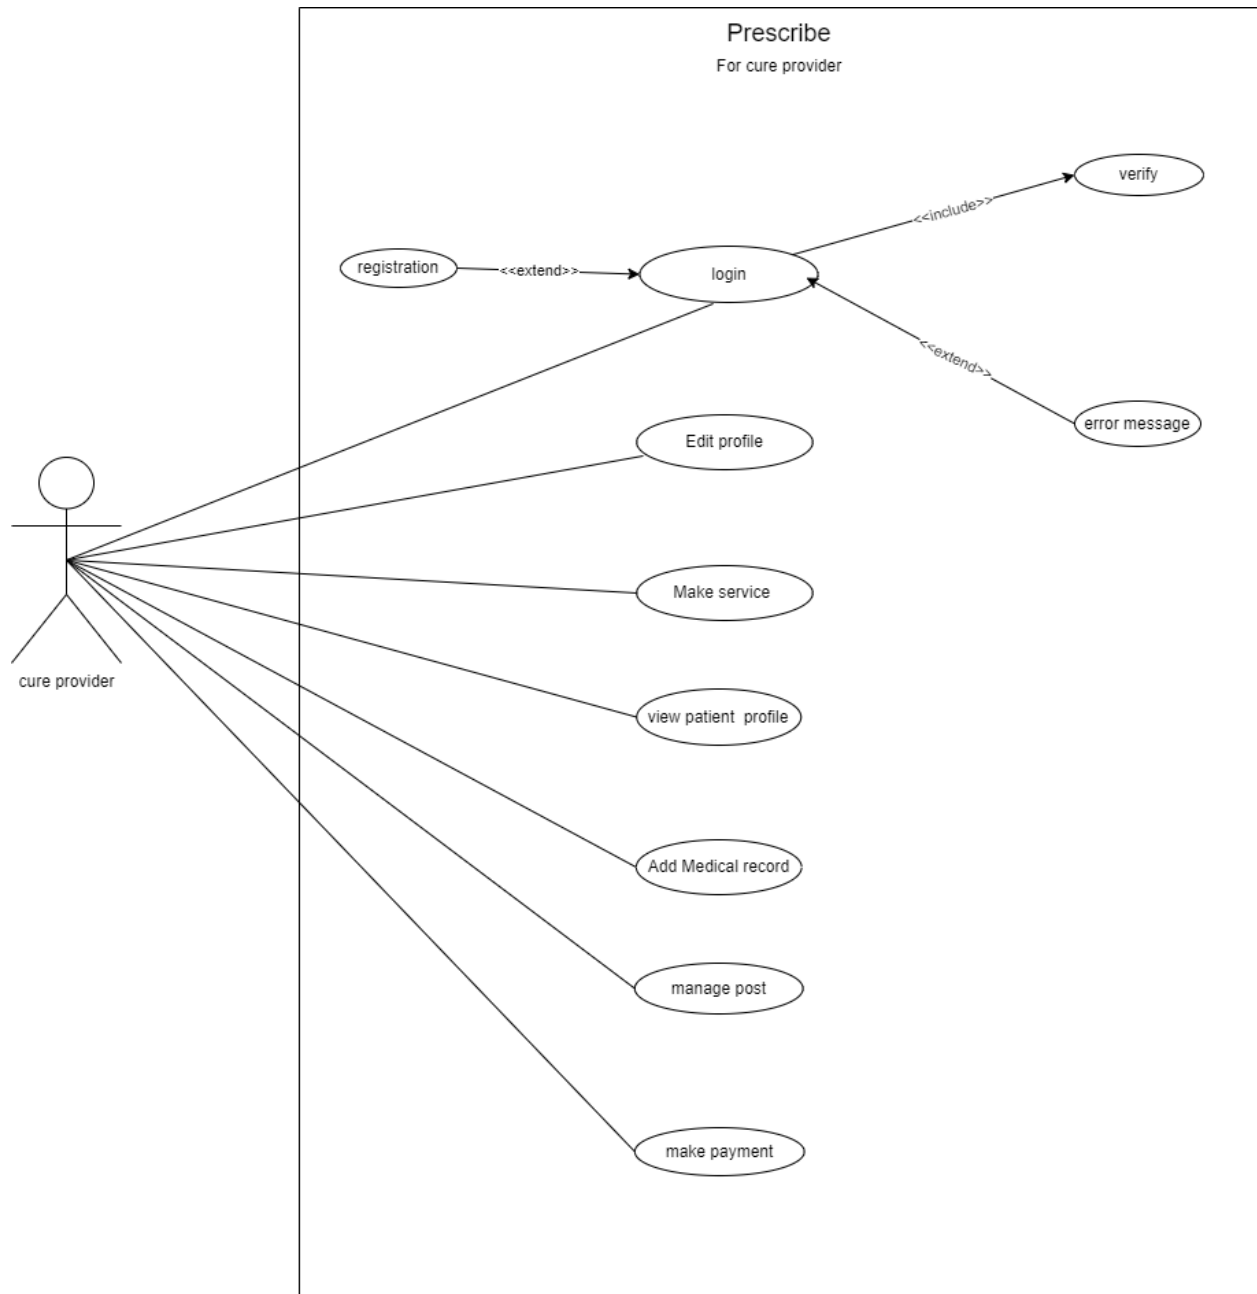 Prescribe
For cure provider
verify
<<include>>
registration
<<extend>>
login
<<extend>>
error message
Edit profile
Make service
cure provider
view patient  profile
Add Medical record
manage post
make payment